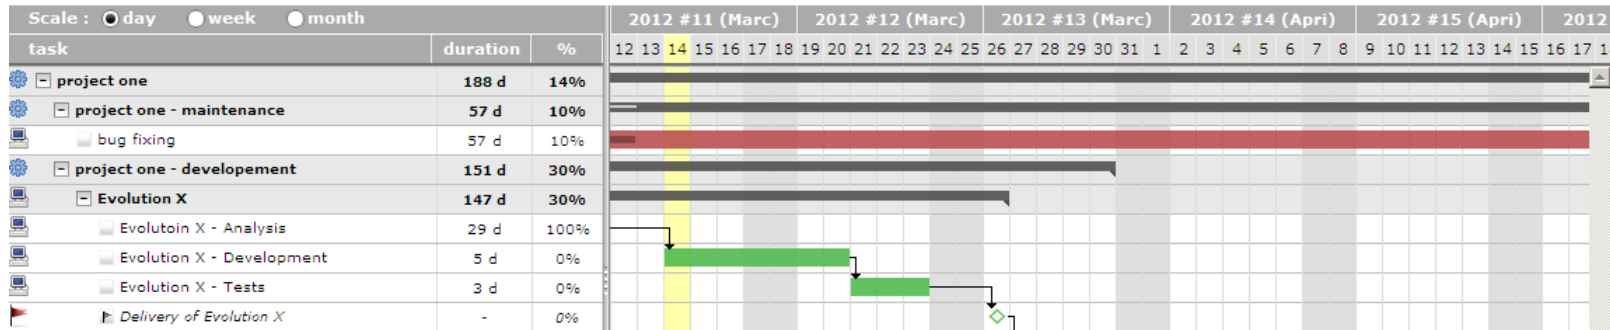 Scale : day week month 2012 #11 (Marc) 2012 #12 (Marc) 2012 #13 (Marc) 2012 #14 (Apri) 2012 #15 (Apri) 2012
task duration % 12 13 14 15 16 17 18 19 20 21 22 23 24 25 26 27 28 29 30 31 1 2 3 4 5 6 7 8 9 10 11 12 13 14 15 16 17 1
project one 188 d 14%
project one - maintenance 57 d 10%
bug fixing 57 d 10%
project one - developement 151 d 30%
Evolution X 147 d 30%
Evolutoin X - Analysis 29 d 100%
Evolution X - Development 5 d 0%
Evolution X - Tests 3 d 0%
Delivery of Evolution X - 0%